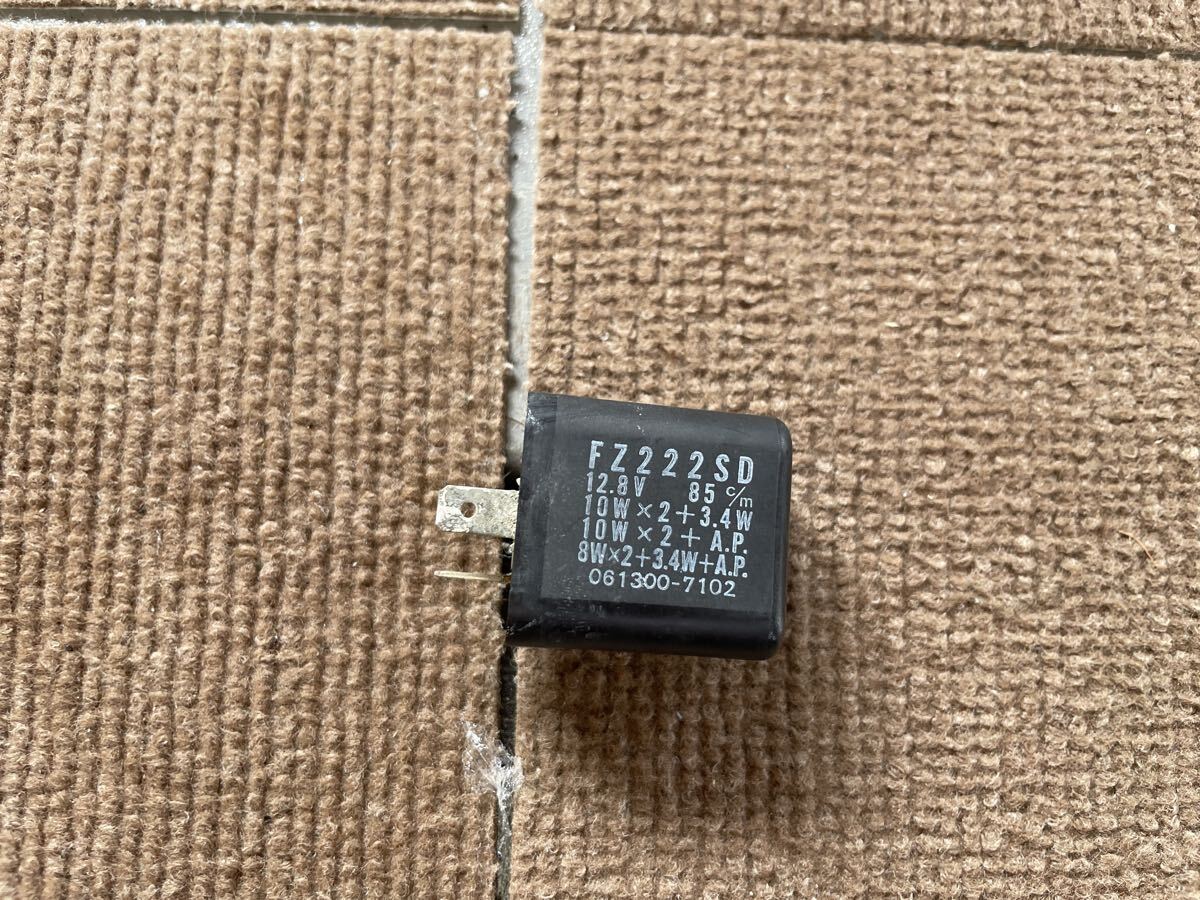 FZ222SD
12.8V 85 c/m
10W×2+3.4W
10W×2+A.P.
8W×2+3.4W+A.P.
061300-7102